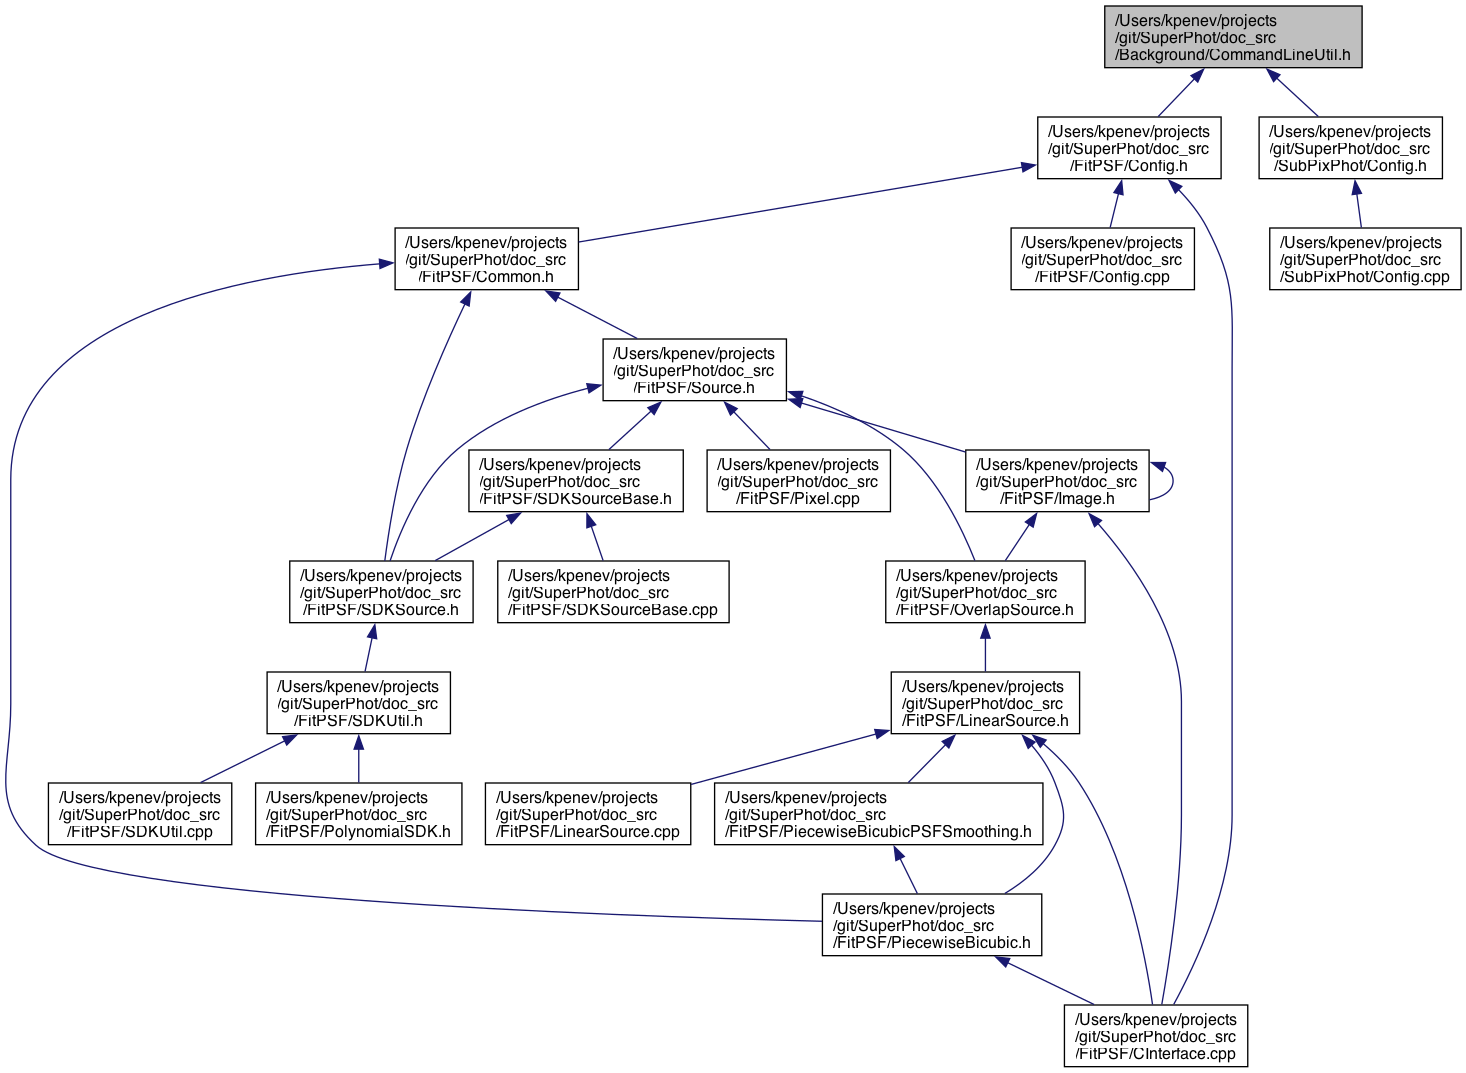 /Users/kpenev/projects
/git/SuperPhot/doc_src
/Background/CommandLineUtil.h
/Users/kpenev/projects
/git/SuperPhot/doc_src
/FitPSF/Config.h
/Users/kpenev/projects
/git/SuperPhot/doc_src
/SubPixPhot/Config.h
/Users/kpenev/projects
/git/SuperPhot/doc_src
/FitPSF/Common.h
/Users/kpenev/projects
/git/SuperPhot/doc_src
/FitPSF/Config.cpp
/Users/kpenev/projects
/git/SuperPhot/doc_src
/SubPixPhot/Config.cpp
/Users/kpenev/projects
/git/SuperPhot/doc_src
/FitPSF/Source.h
/Users/kpenev/projects
/git/SuperPhot/doc_src
/FitPSF/SDKSourceBase.h
/Users/kpenev/projects
/git/SuperPhot/doc_src
/FitPSF/Pixel.cpp
/Users/kpenev/projects
/git/SuperPhot/doc_src
/FitPSF/Image.h
/Users/kpenev/projects
/git/SuperPhot/doc_src
/FitPSF/SDKSource.h
/Users/kpenev/projects
/git/SuperPhot/doc_src
/FitPSF/SDKSourceBase.cpp
/Users/kpenev/projects
/git/SuperPhot/doc_src
/FitPSF/OverlapSource.h
/Users/kpenev/projects
/git/SuperPhot/doc_src
/FitPSF/SDKUtil.h
/Users/kpenev/projects
/git/SuperPhot/doc_src
/FitPSF/LinearSource.h
/Users/kpenev/projects
/git/SuperPhot/doc_src
/FitPSF/SDKUtil.cpp
/Users/kpenev/projects
/git/SuperPhot/doc_src
/FitPSF/PolynomialSDK.h
/Users/kpenev/projects
/git/SuperPhot/doc_src
/FitPSF/LinearSource.cpp
/Users/kpenev/projects
/git/SuperPhot/doc_src
/FitPSF/PiecewiseBicubicPSFSmoothing.h
/Users/kpenev/projects
/git/SuperPhot/doc_src
/FitPSF/PiecewiseBicubic.h
/Users/kpenev/projects
/git/SuperPhot/doc_src
/FitPSF/CInterface.cpp